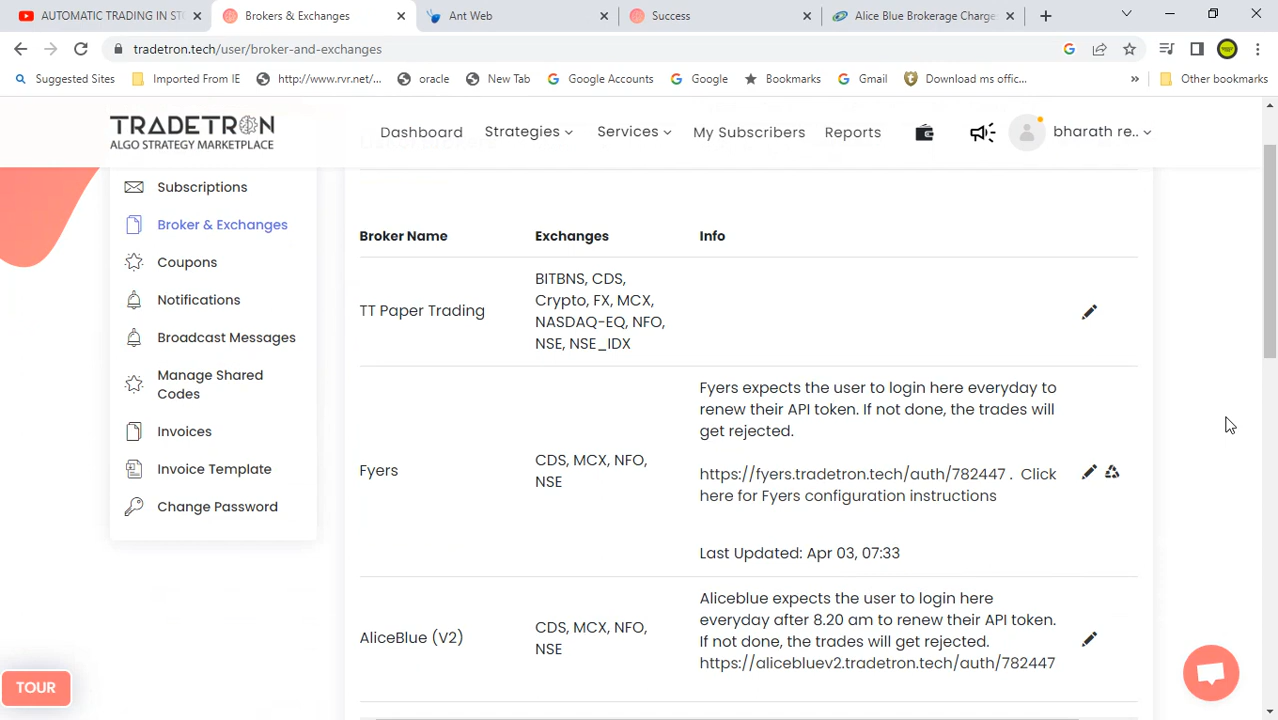 AUTOMATIC TRADING IN ST
Brokers & Exchanges
Ant Web
Success
Alice Blue Brokerage Charge
tradetron.tech/user/broker-and-exchanges
Suggested Sites
Imported From IE
http://www.rvr.net/...
oracle
New Tab
Google Accounts
Google
Bookmarks
Gmail
Download ms offic...
»
Other bookmarks
TRADETRON
ALGO STRATEGY MARKETPLACE
Dashboard
Strategies
Services
My Subscribers
Reports
bharath re..
Subscriptions
Broker & Exchanges
Coupons
Notifications
Broadcast Messages
Manage Shared
Codes
Invoices
Invoice Template
Change Password
Broker Name
Exchanges
Info
TT Paper Trading
BITBNS, CDS,
Crypto, FX, MCX,
NASDAQ-EQ, NFO,
NSE, NSE_IDX
Fyers
CDS, MCX, NFO,
NSE
Fyers expects the user to login here everyday to
renew their API token. If not done, the trades will
get rejected.
https://fyers.tradetron.tech/auth/782447 . Click
here for Fyers configuration instructions
Last Updated: Apr 03, 07:33
AliceBlue (V2)
CDS, MCX, NFO,
NSE
Aliceblue expects the user to login here
everyday after 8.20 am to renew their API token.
If not done, the trades will get rejected.
https://alicebluev2.tradetron.tech/auth/782447
TOUR